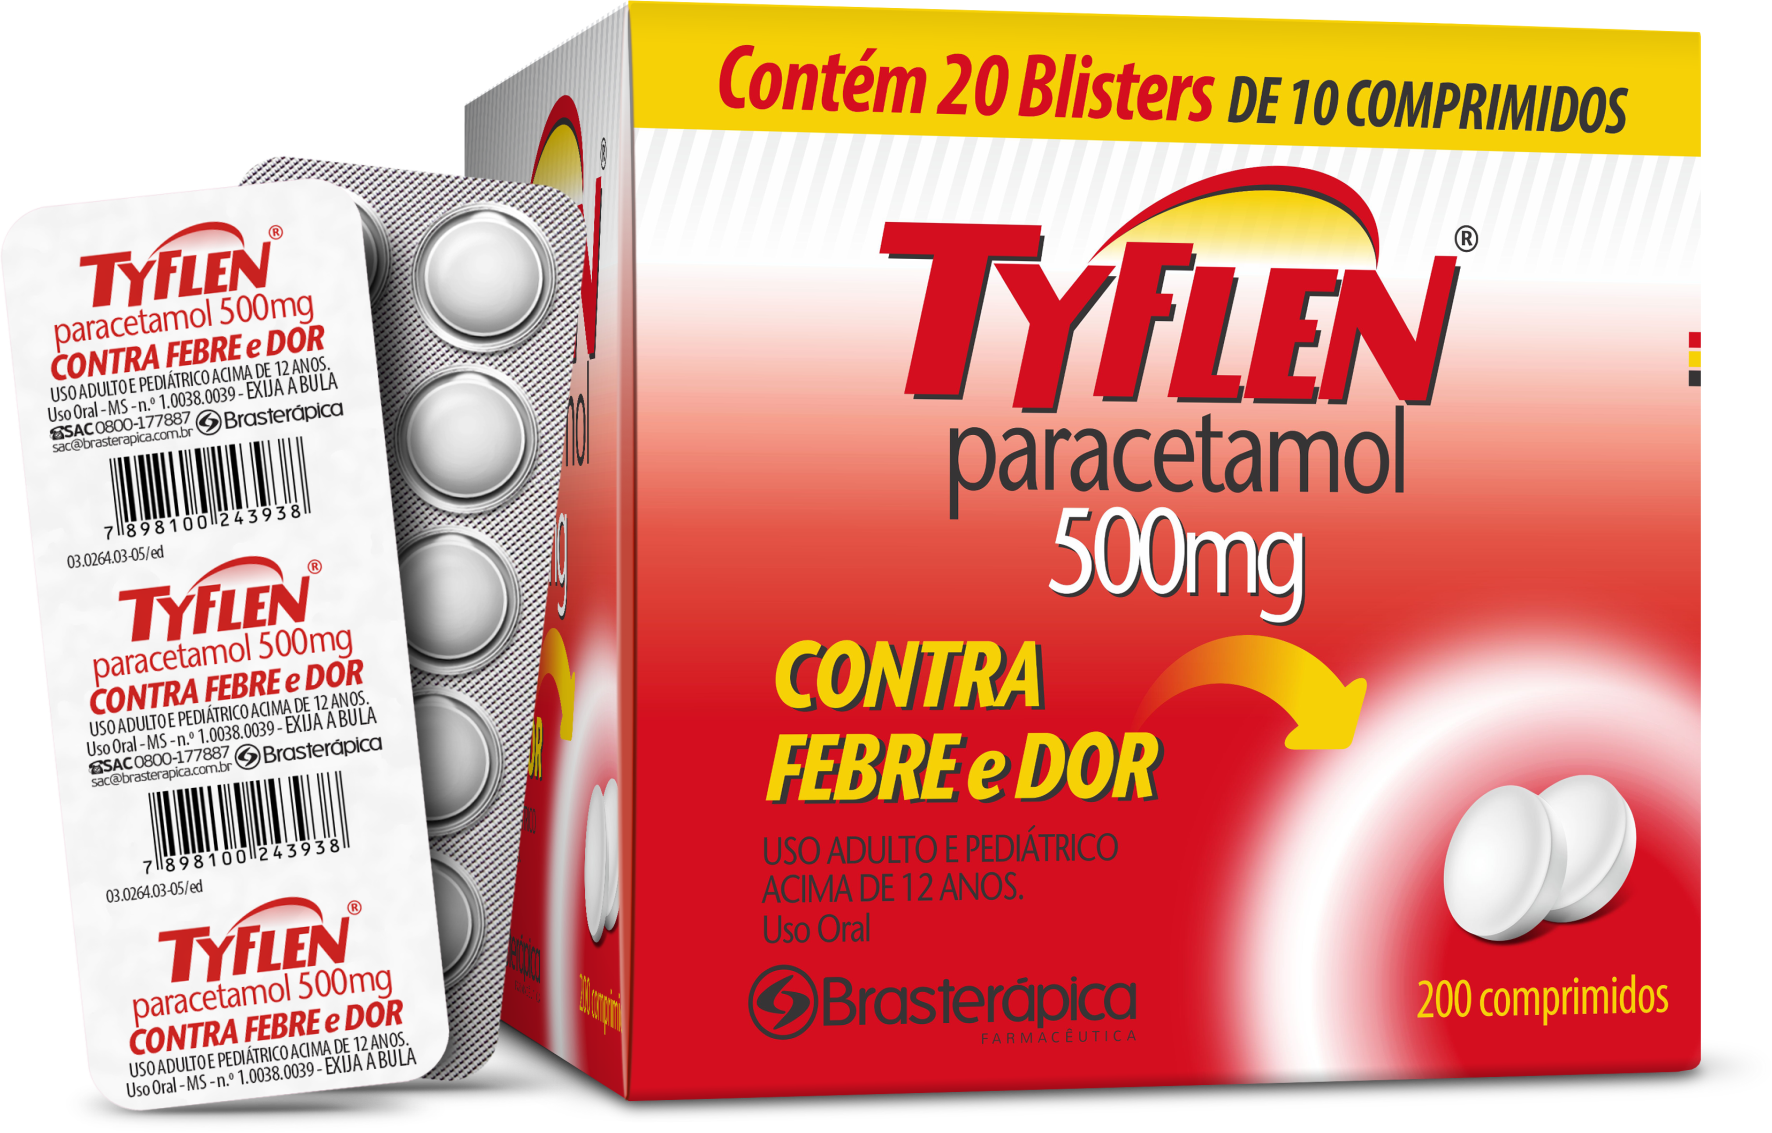 Contém 20 Blisters DE 10 COMPRIMIDOS
TYFLEN®
paracetamol
500mg
CONTRA
FEBRE e DOR
USO ADULTO E PEDIÁTRICO
ACIMA DE 12 ANOS.
Uso Oral
Brasterápica
FARMACÊUTICA
200 comprimidos
TYFLEN®
paracetamol 500mg
CONTRA FEBRE e DOR
USO ADULTO E PEDIÁTRICO ACIMA DE 12 ANOS.
Uso Oral - MS - n.º 1.0038.0039 - EXIJA A BULA
SAC 0800-177887 Brasterápica
sac@brasterapica.com.br
7 898100 243938
03.0264.03-05/ed
TYFLEN®
paracetamol 500mg
CONTRA FEBRE e DOR
USO ADULTO E PEDIÁTRICO ACIMA DE 12 ANOS.
Uso Oral - MS - n.º 1.0038.0039 - EXIJA A BULA
SAC 0800-177887 Brasterápica
sac@brasterapica.com.br
7 898100 243938
03.0264.03-05/ed
TYFLEN®
paracetamol 500mg
CONTRA FEBRE e DOR
USO ADULTO E PEDIÁTRICO ACIMA DE 12 ANOS.
Uso Oral - MS - n.º 1.0038.0039 - EXIJA A BULA